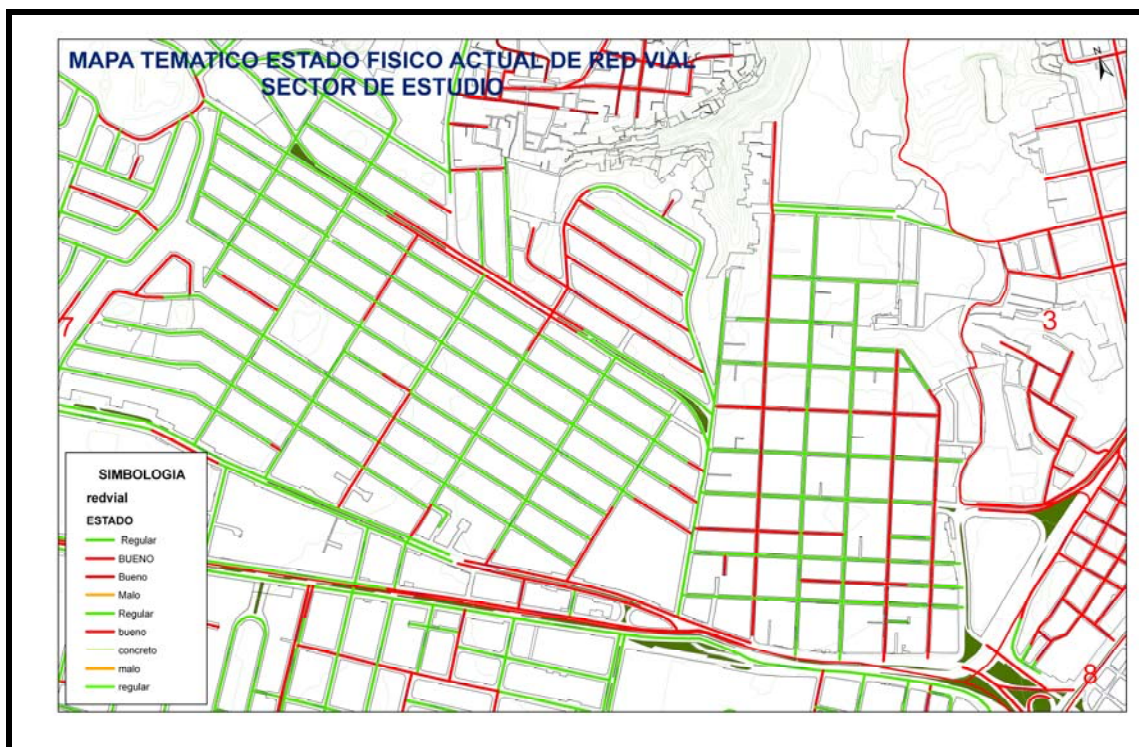 MAPA TEMATICO ESTADO FISICO ACTUAL DE RED VIAL
SECTOR DE ESTUDIO
N
3
7
SIMBOLOGIA
redvial
ESTADO
Regular
BUENO
Bueno
Malo
Regular
bueno
concreto
malo
regular
8